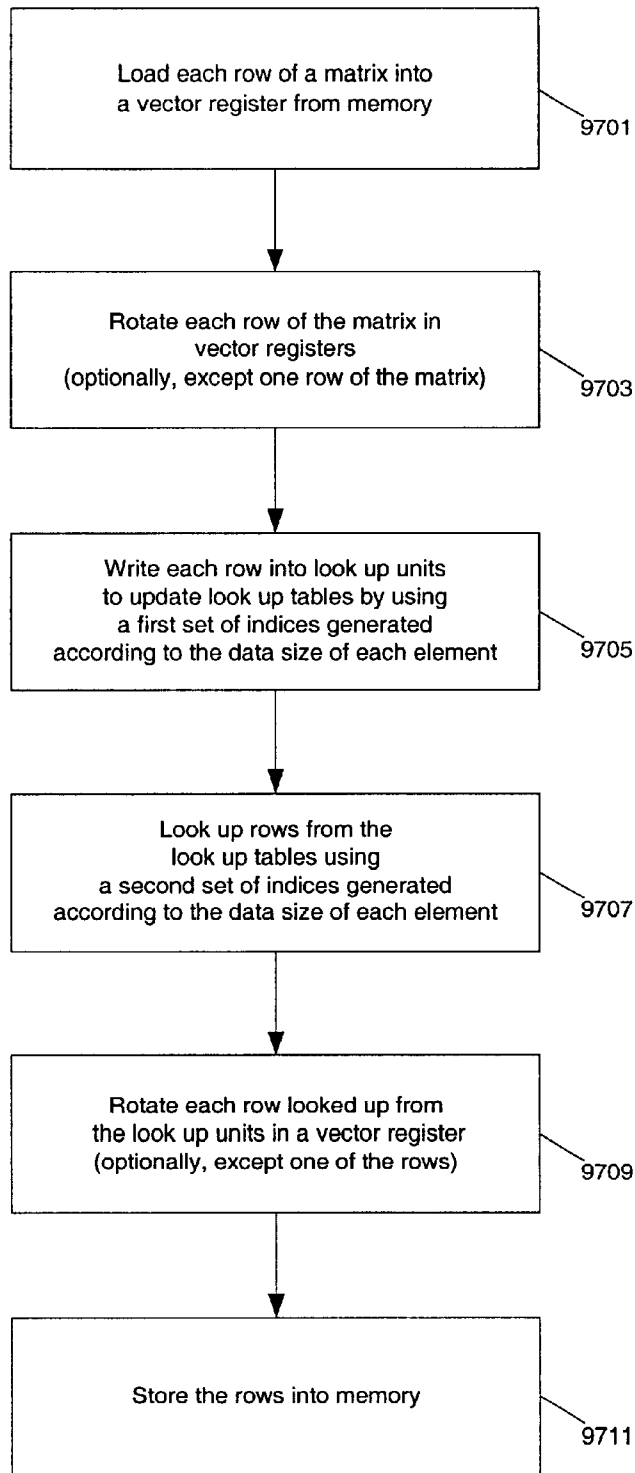 Load each row of a matrix into
a vector register from memory
9701
Rotate each row of the matrix in
vector registers
(optionally, except one row of the matrix)
9703
Write each row into look up units
to update look up tables by using
a first set of indices generated
according to the data size of each element
9705
Look up rows from the
look up tables using
a second set of indices generated
according to the data size of each element
9707
Rotate each row looked up from
the look up units in a vector register
(optionally, except one of the rows)
9709
Store the rows into memory
9711